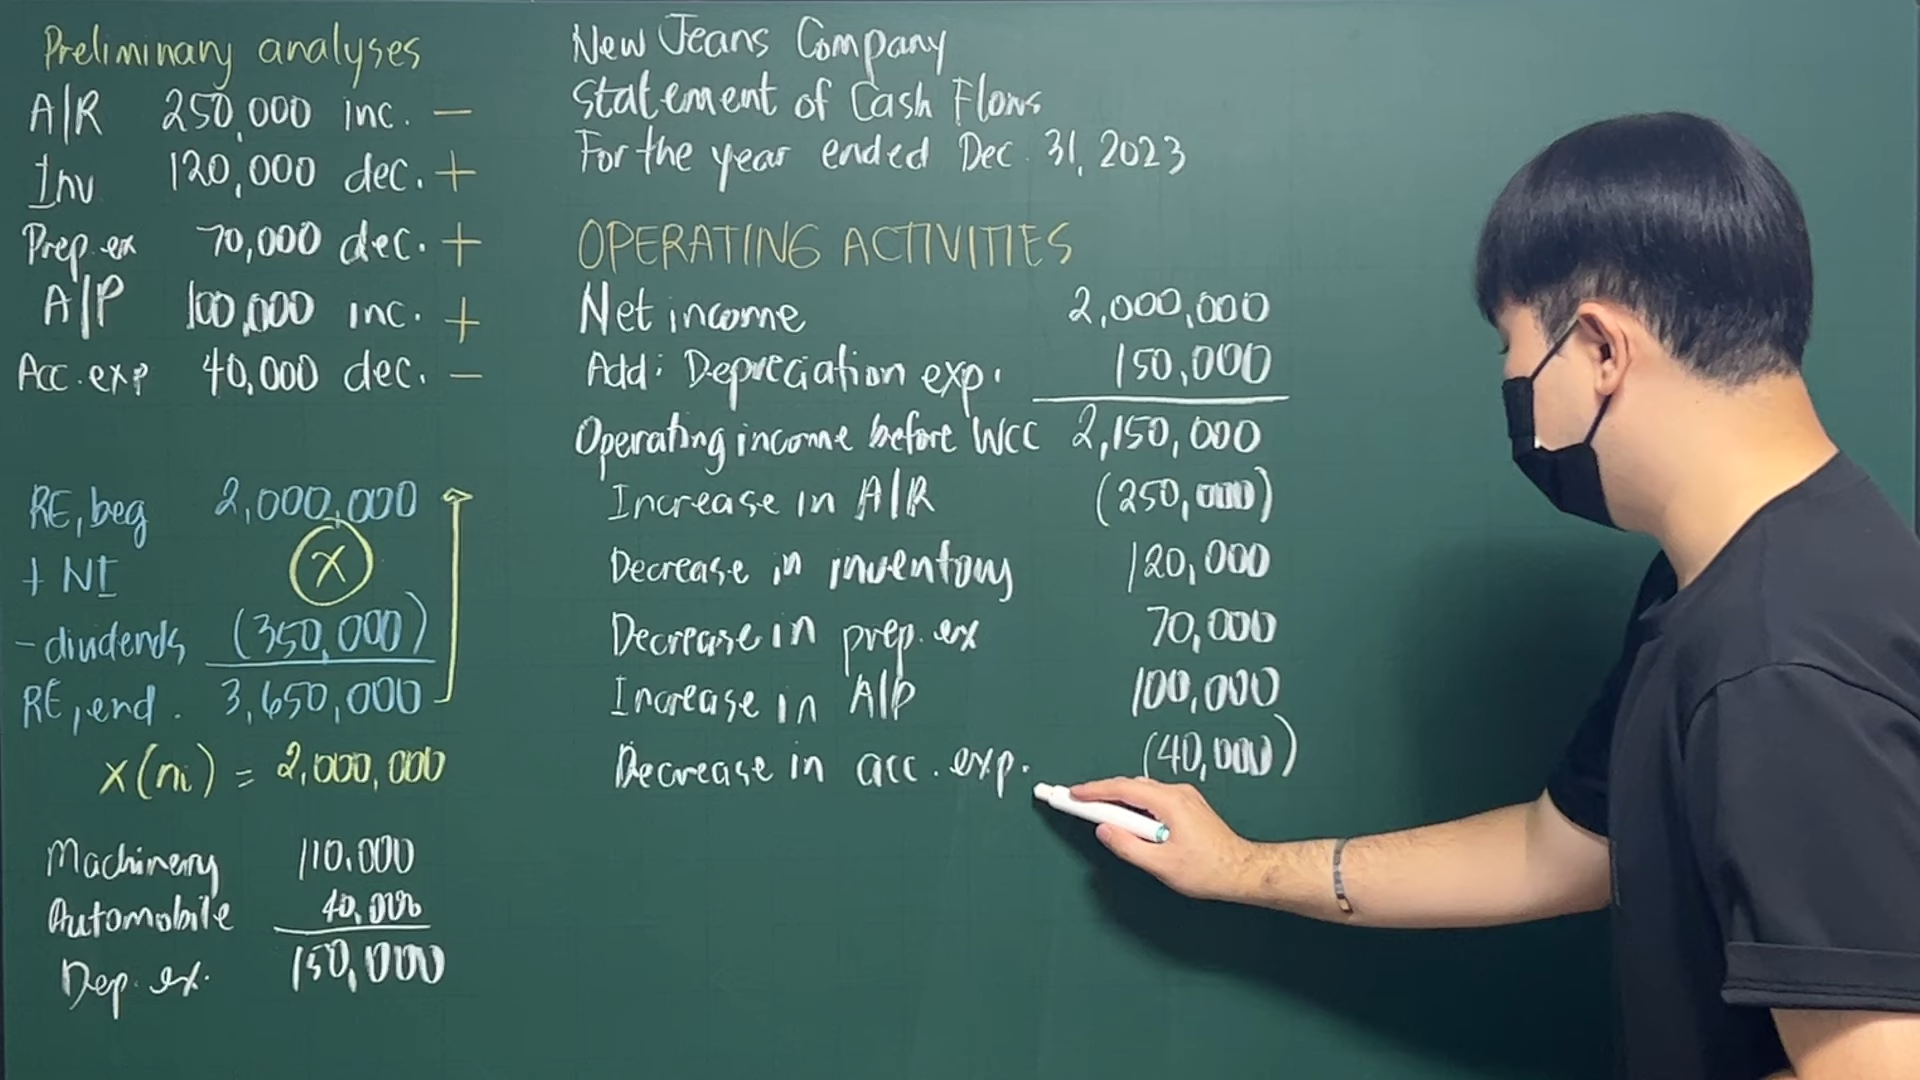 Preliminary analyses
A/R 250,000 inc. −
Inv 120,000 dec. +
Prep. ex 70,000 dec. +
A/P 100,000 inc. +
Acc. exp 40,000 dec. −
RE, beg 2,000,000
+ NI X
- dividends (350,000)
RE, end. 3,650,000
X(ni) = 2,000,000
Machinery 110,000
Automobile 40,000
Dep. ex. 150,000
New Jeans Company
Statement of Cash Flows
For the year ended Dec. 31, 2023
OPERATING ACTIVITIES
Net income 2,000,000
Add: Depreciation exp. 150,000
Operating income before WCC 2,150,000
Increase in A/R (250,000)
Decrease in inventory 120,000
Decrease in prep. ex 70,000
Increase in A/P 100,000
Decrease in acc. exp. (40,000)